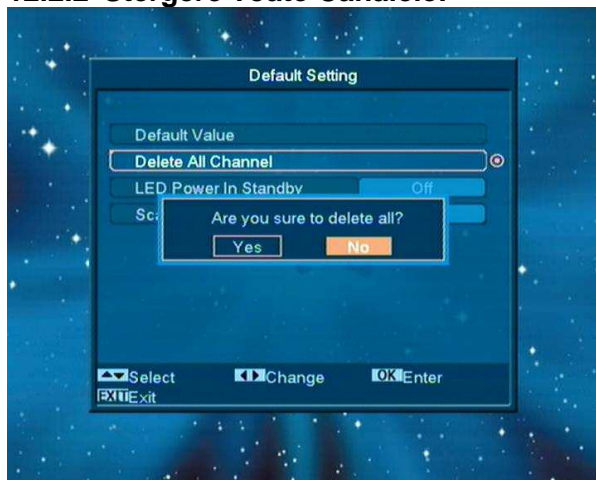 Default Setting
Default Value
Delete All Channel
LED Power In Standby Off
Are you sure to delete all?
Yes No
Select Change OK Enter
EXIT Exit